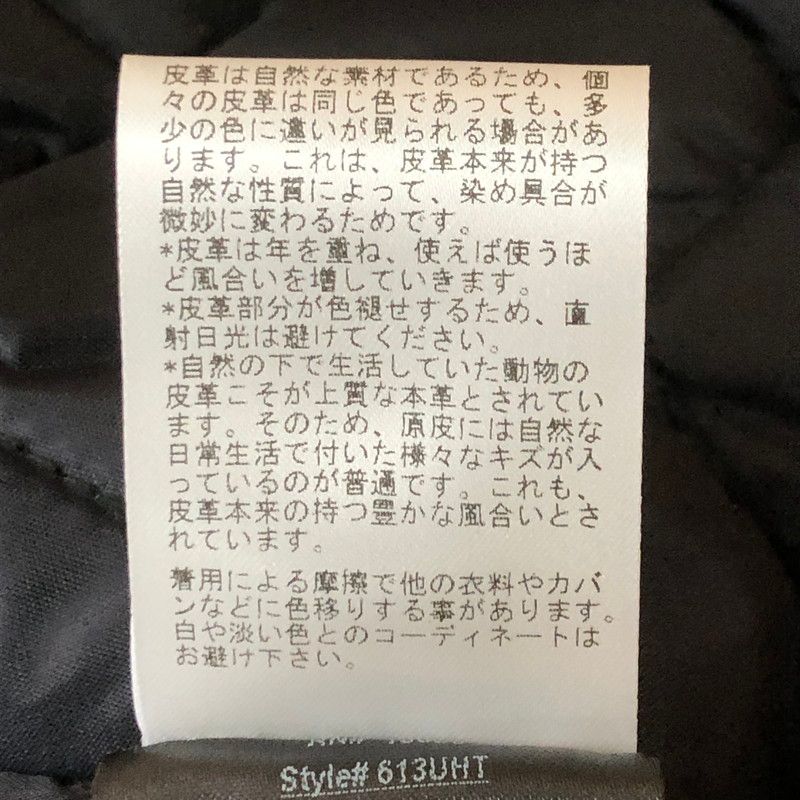 皮革は自然な素材であるため、個
々の皮革は同じ色であっても、多
少の色に違いが見られる場合があ
ります。これは、皮革本来が持つ
自然な性質によって、染め具合が
微妙に変わるためです。
*皮革は年を重ね、使えば使うほ
ど風合いを増していきます。
*皮革部分が色褪せするため、直
射日光は避けてください。
*自然の下で生活していた動物の
皮革こそが上質な本革とされてい
ます。そのため、原皮には自然な
日常生活で付いた様々なキズが入
っているのが普通です。これも、
皮革本来の持つ豊かな風合いとさ
れています。
着用による摩擦で他の衣料やカバ
ンなどに色移りする事があります。
白や淡い色とのコーディネートは
お避け下さい。
Style# 613UHT